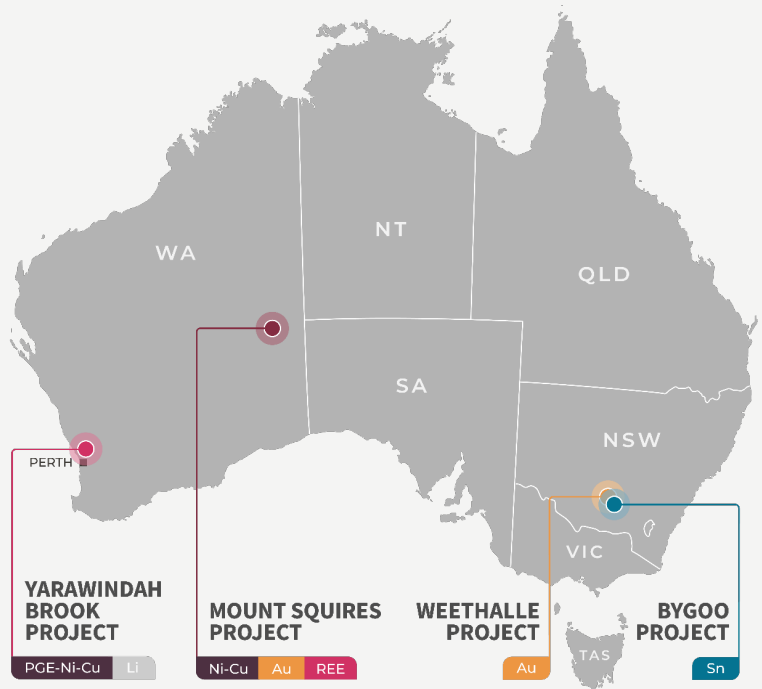 NT
WA
QLD
SA
NSW
PERTH
VIC
YARAWINDAH
BROOK
PROJECT
PGE-Ni-Cu Li
MOUNT SQUIRES
PROJECT
Ni-Cu Au REE
WEETHALLE
PROJECT
Au
BYGOO
PROJECT
Sn
TAS